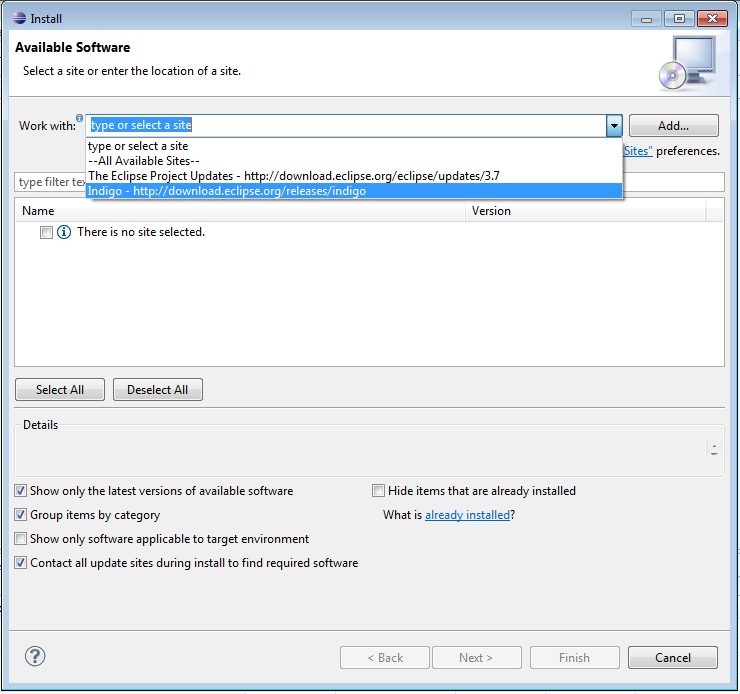 Install
Available Software
Select a site or enter the location of a site.
Work with: type or select a site Add...
type or select a site
--All Available Sites--
Sites" preferences.
The Eclipse Project Updates - http://download.eclipse.org/eclipse/updates/3.7
type filter
Indigo - http://download.eclipse.org/releases/indigo
Name Version
There is no site selected.
Select All Deselect All
Details
Show only the latest versions of available software Hide items that are already installed
Group items by category What is already installed?
Show only software applicable to target environment
Contact all update sites during install to find required software
? < Back Next > Finish Cancel